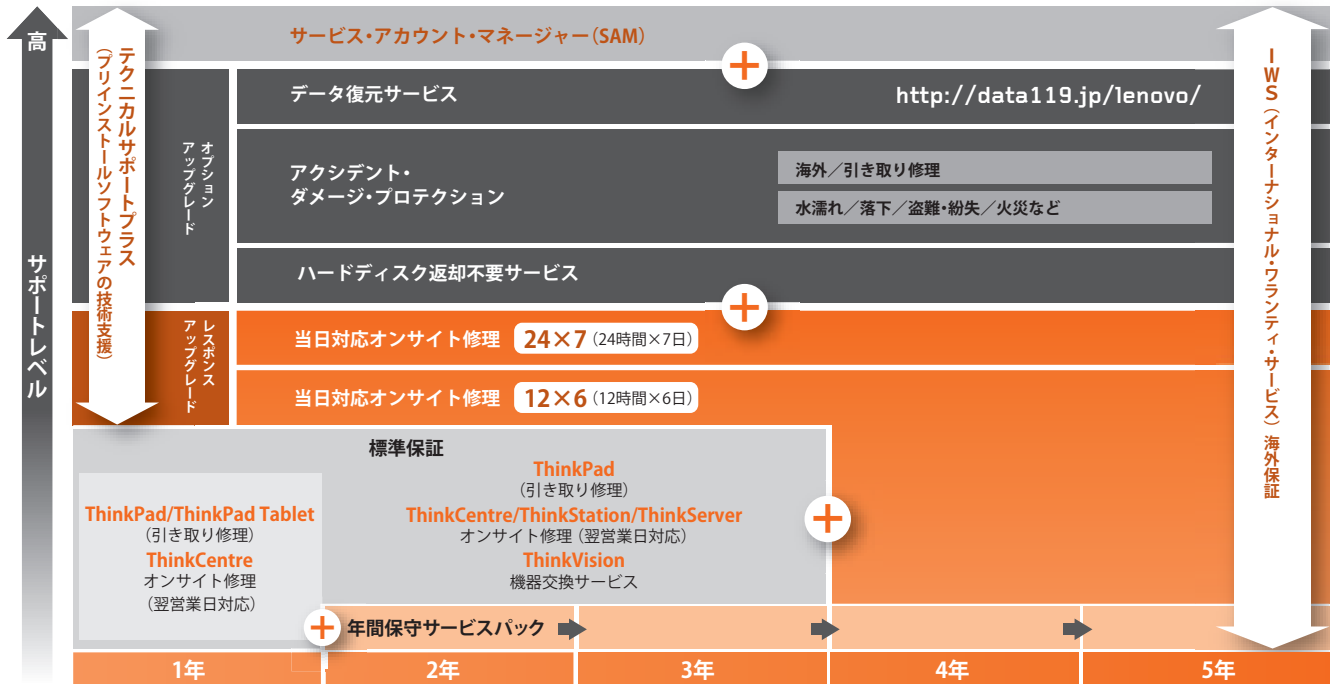 高
サポートレベル
テクニカルサポートプラス
(プリインストールソフトウェアの技術支援)
サービス・アカウント・マネージャー(SAM)
オプション
アップグレード
データ復元サービス
http://data119.jp/lenovo/
アクシデント・
ダメージ・プロテクション
海外／引き取り修理
水濡れ／落下／盗難・紛失／火災など
ハードディスク返却不要サービス
レスポンス
アップグレード
当日対応オンサイト修理 24×7(24時間×7日)
当日対応オンサイト修理 12×6(12時間×6日)
IWS(インターナショナル・ワランティ・サービス)海外保証
標準保証
ThinkPad/ThinkPad Tablet
(引き取り修理)
ThinkCentre
オンサイト修理
(翌営業日対応)
ThinkPad
(引き取り修理)
ThinkCentre/ThinkStation/ThinkServer
オンサイト修理(翌営業日対応)
ThinkVision
機器交換サービス
年間保守サービスパック
1年
2年
3年
4年
5年